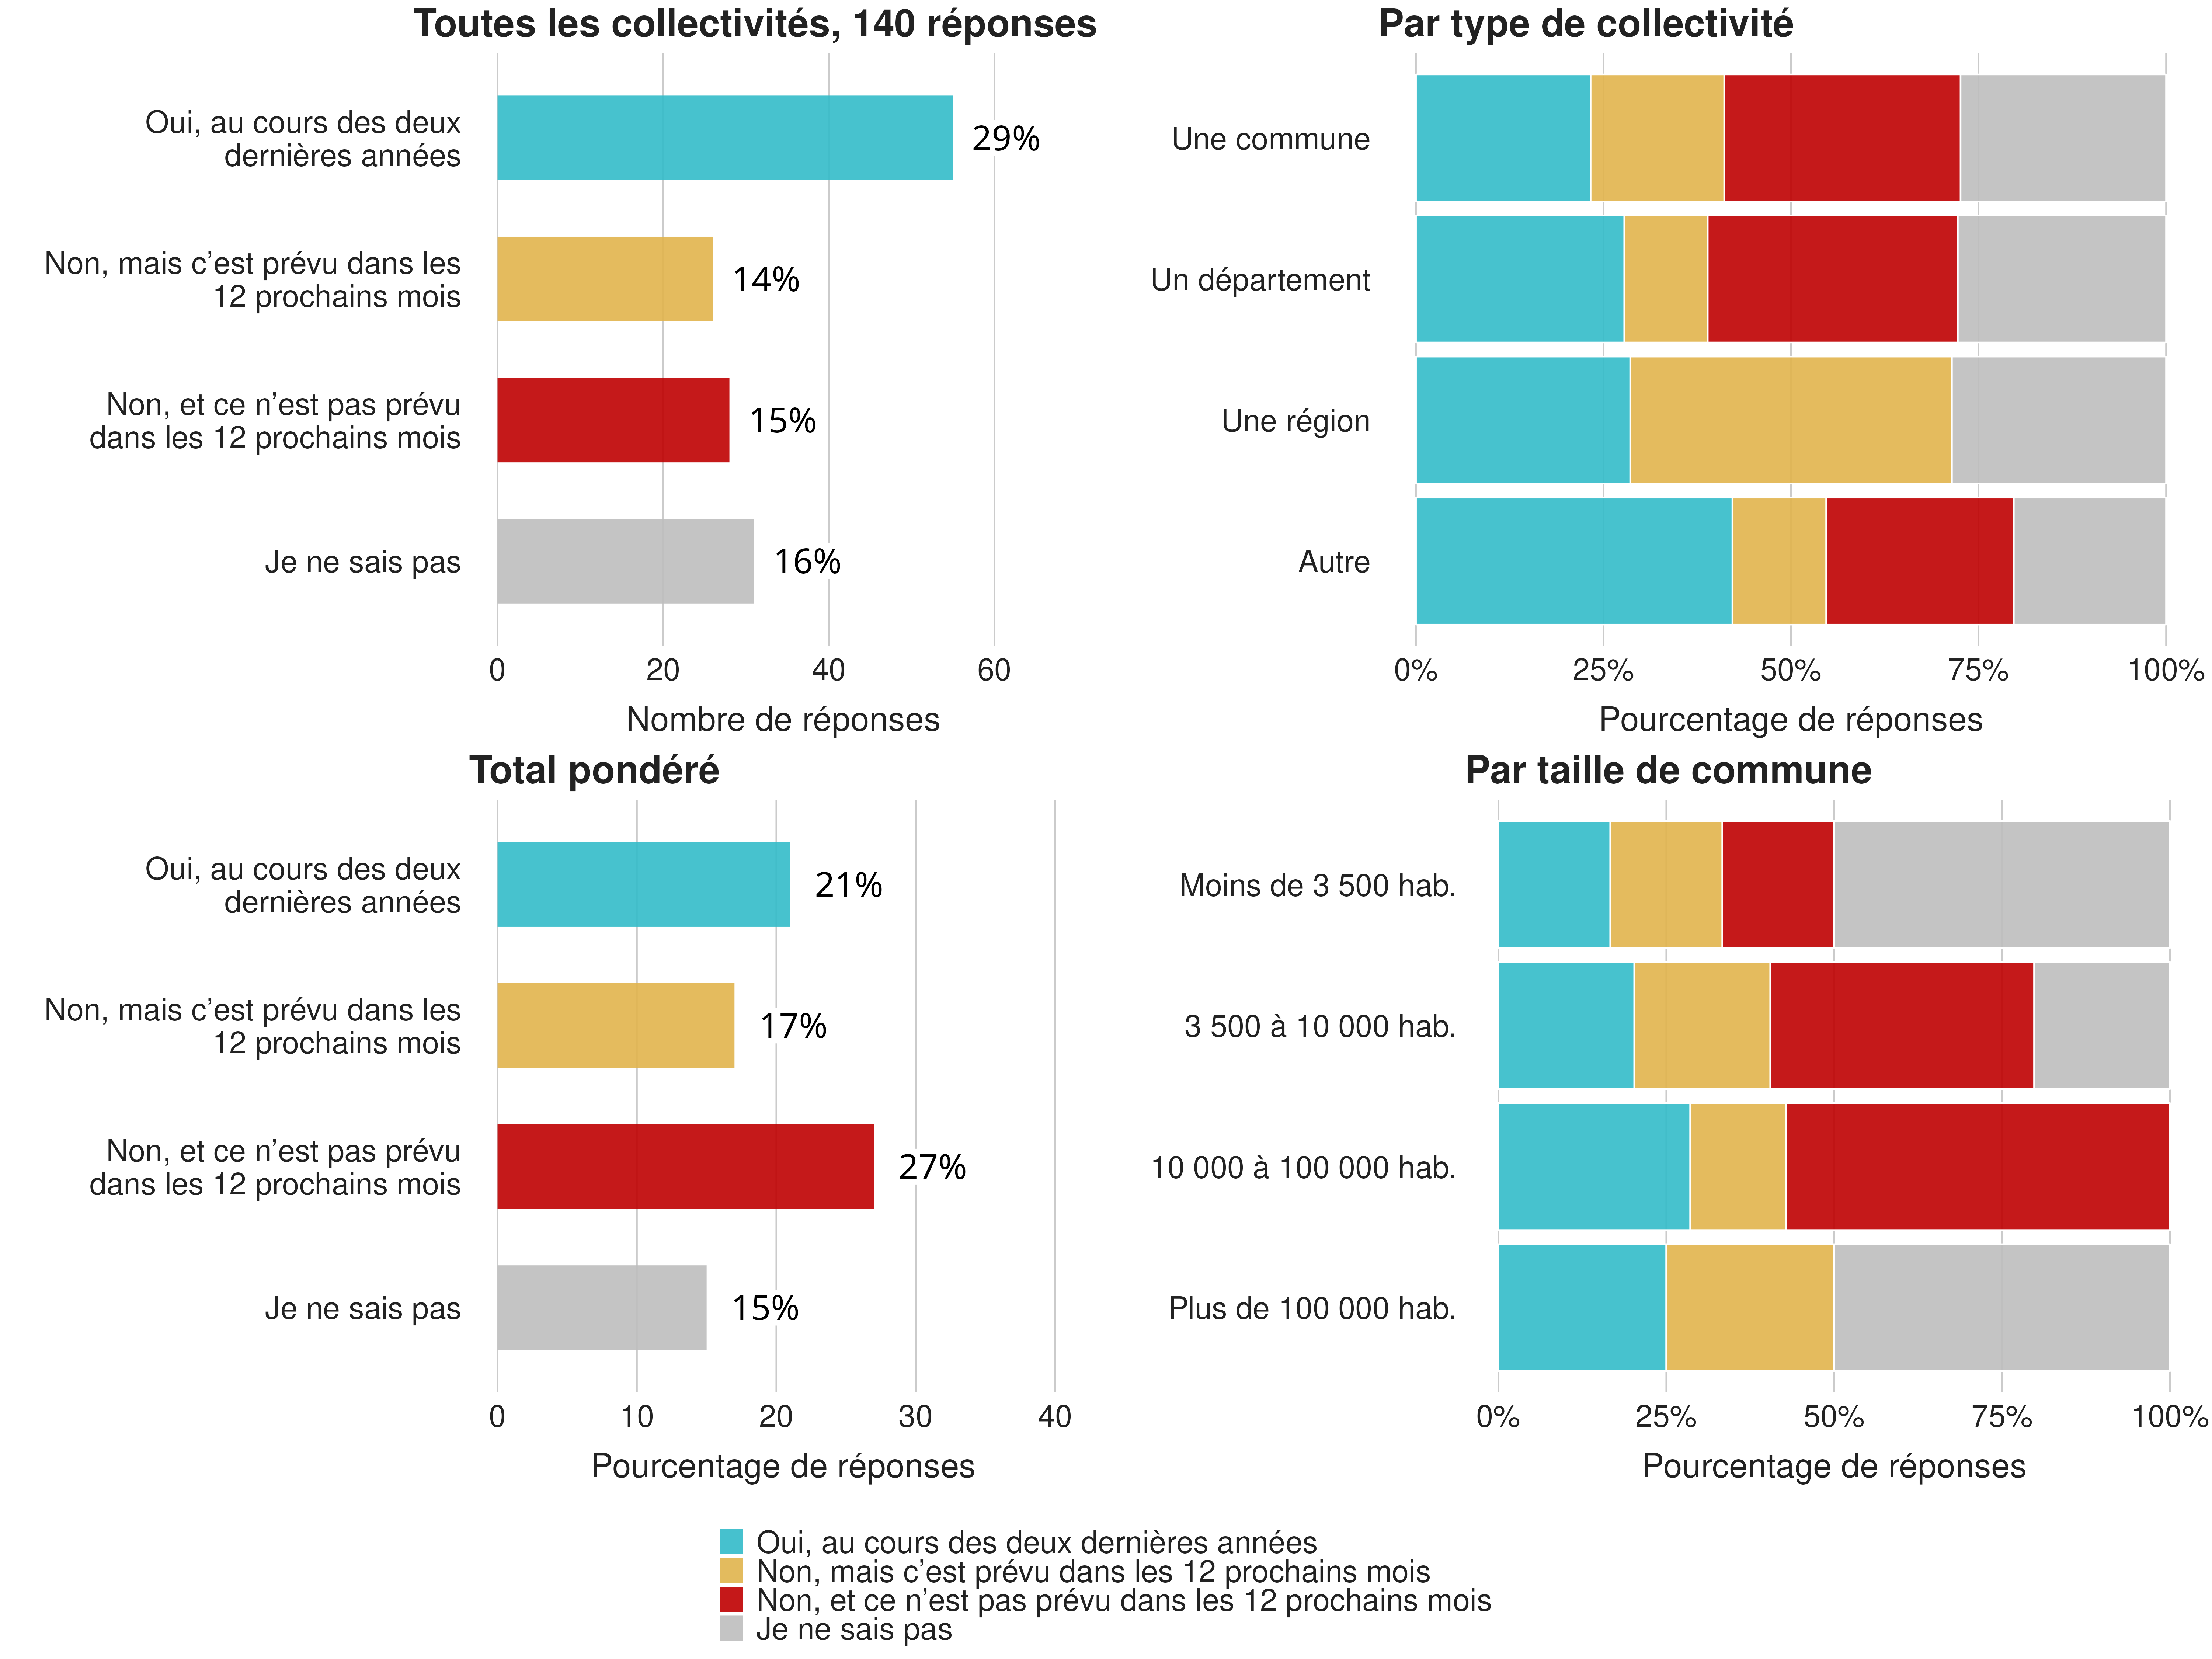 Toutes les collectivités, 140 réponses
Oui, au cours des deux
dernières années
29%
Non, mais c’est prévu dans les
12 prochains mois
14%
Non, et ce n’est pas prévu
dans les 12 prochains mois
15%
Je ne sais pas
16%
0 20 40 60
Nombre de réponses
Par type de collectivité
Une commune
Un département
Une région
Autre
0% 25% 50% 75% 100%
Pourcentage de réponses
Total pondéré
Oui, au cours des deux
dernières années
21%
Non, mais c’est prévu dans les
12 prochains mois
17%
Non, et ce n’est pas prévu
dans les 12 prochains mois
27%
Je ne sais pas
15%
0 10 20 30 40
Pourcentage de réponses
Par taille de commune
Moins de 3 500 hab.
3 500 à 10 000 hab.
10 000 à 100 000 hab.
Plus de 100 000 hab.
0% 25% 50% 75% 100%
Pourcentage de réponses
Oui, au cours des deux dernières années
Non, mais c’est prévu dans les 12 prochains mois
Non, et ce n’est pas prévu dans les 12 prochains mois
Je ne sais pas